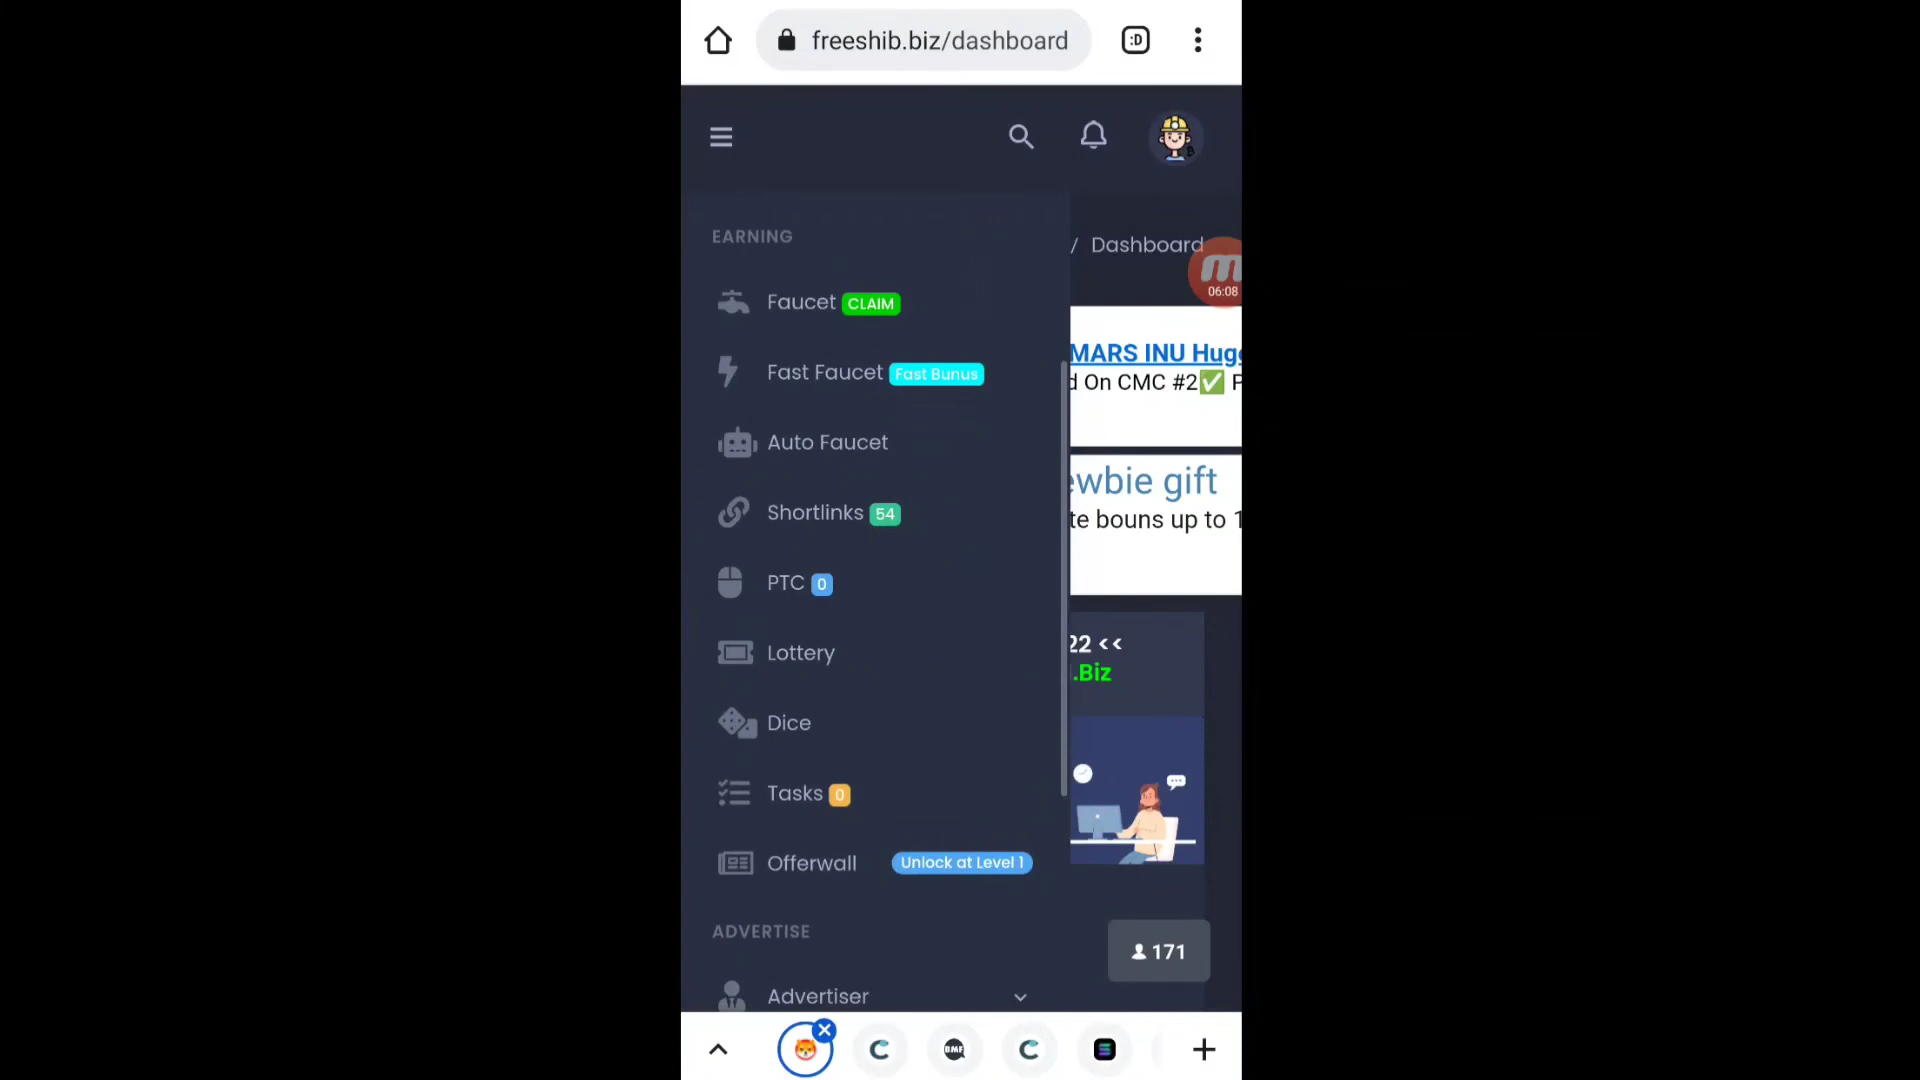 freeshib.biz/dashboard
:D
EARNING
/ Dashboard
06:08
Faucet CLAIM
MARS INU Hug
d On CMC #2✅ P
Fast Faucet Fast Bunus
Auto Faucet
ewbie gift
Shortlinks 54
te bouns up to 1
PTC 0
Lottery
22 <<
.Biz
Dice
Tasks 0
Offerwall Unlock at Level 1
ADVERTISE
171
Advertiser
BMF